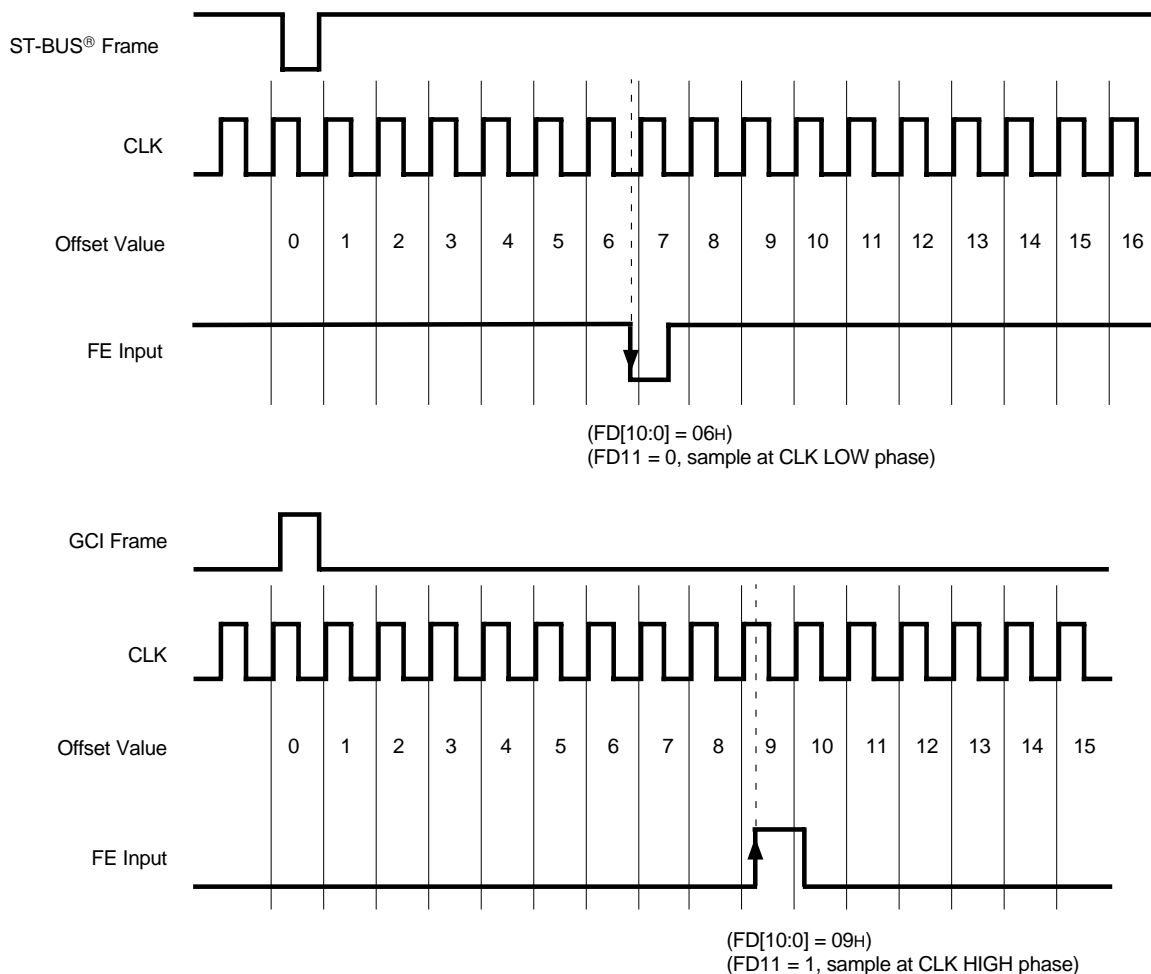 ST-BUS® Frame
CLK
Offset Value
0 1 2 3 4 5 6 7 8 9 10 11 12 13 14 15 16
FE Input
(FD[10:0] = 06H)
(FD11 = 0, sample at CLK LOW phase)
GCI Frame
CLK
Offset Value
0 1 2 3 4 5 6 7 8 9 10 11 12 13 14 15
FE Input
(FD[10:0] = 09H)
(FD11 = 1, sample at CLK HIGH phase)